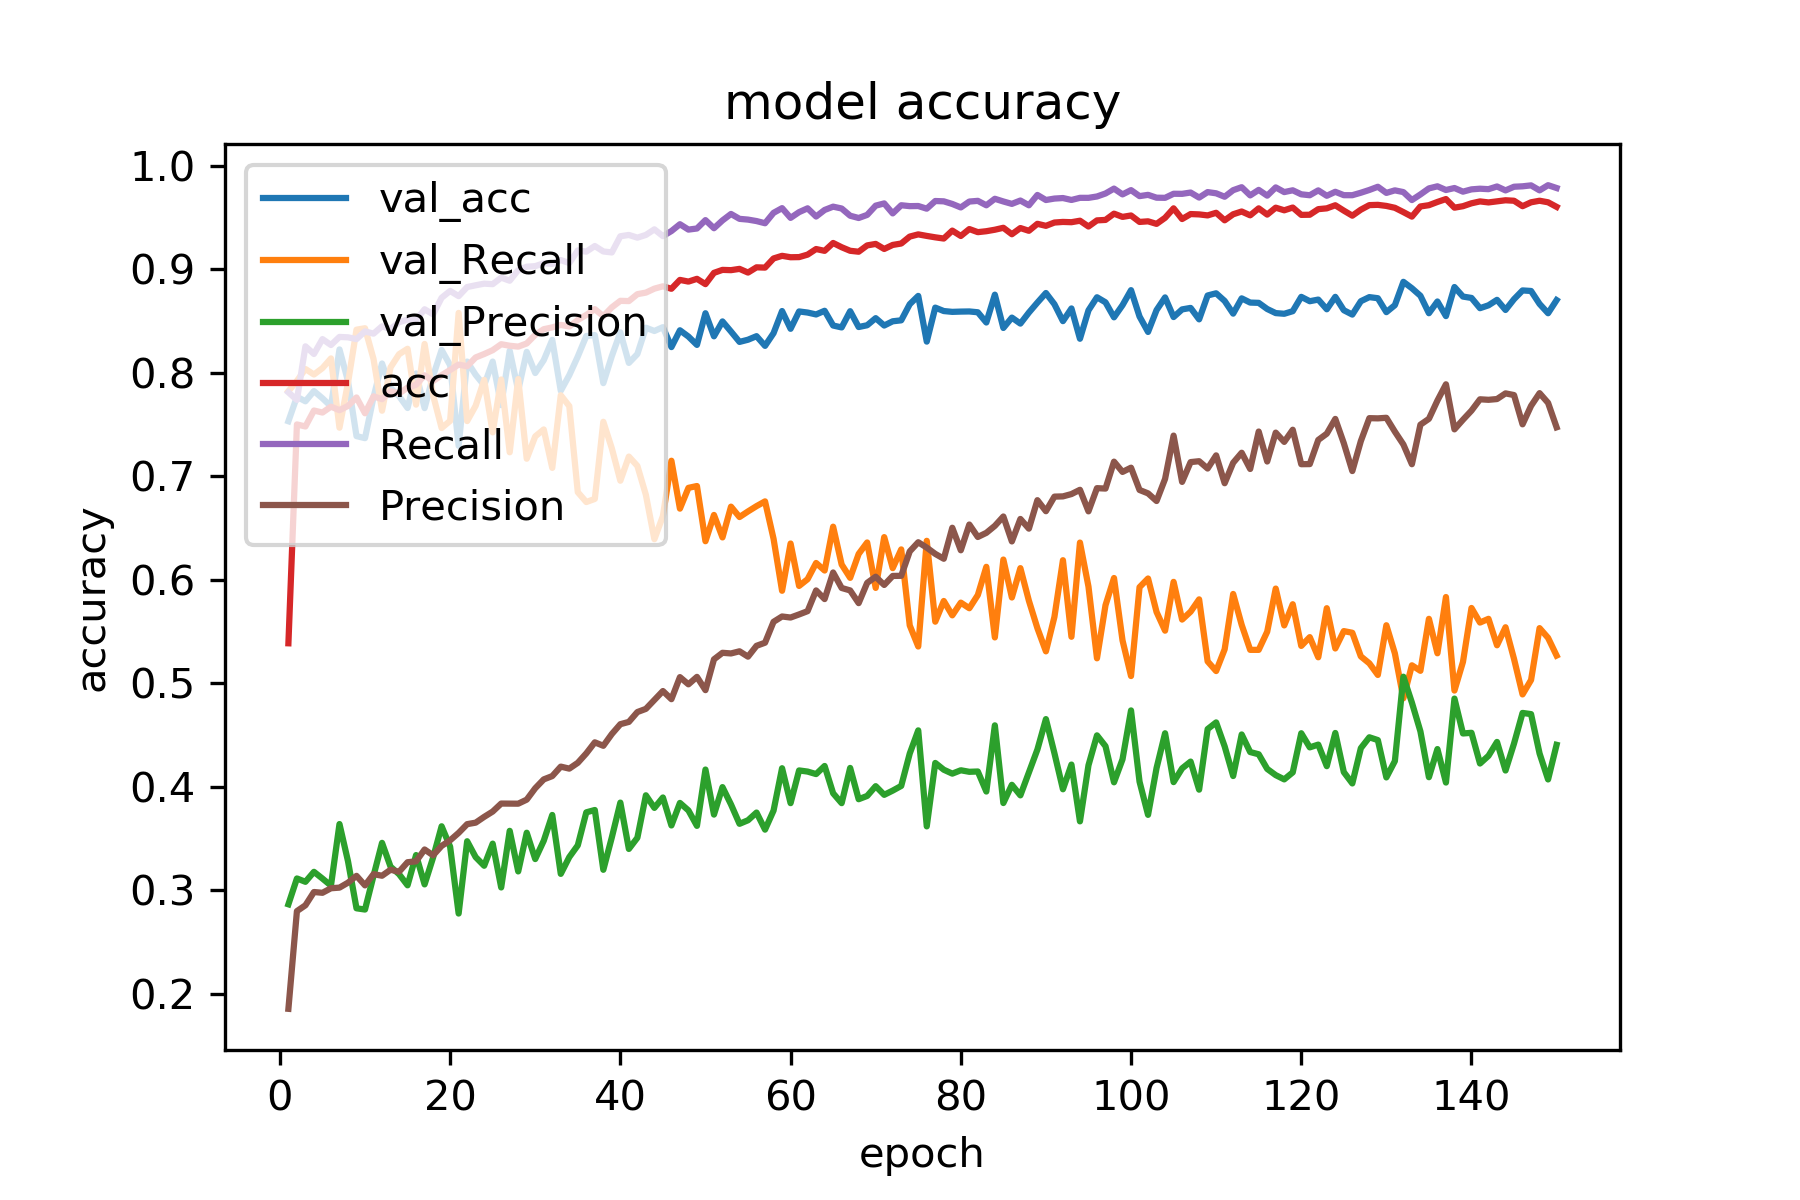 model accuracy
val_acc
val_Recall
val_Precision
acc
Recall
Precision
1.0
0.9
0.8
0.7
0.6
0.5
0.4
0.3
0.2
accuracy
0 20 40 60 80 100 120 140
epoch